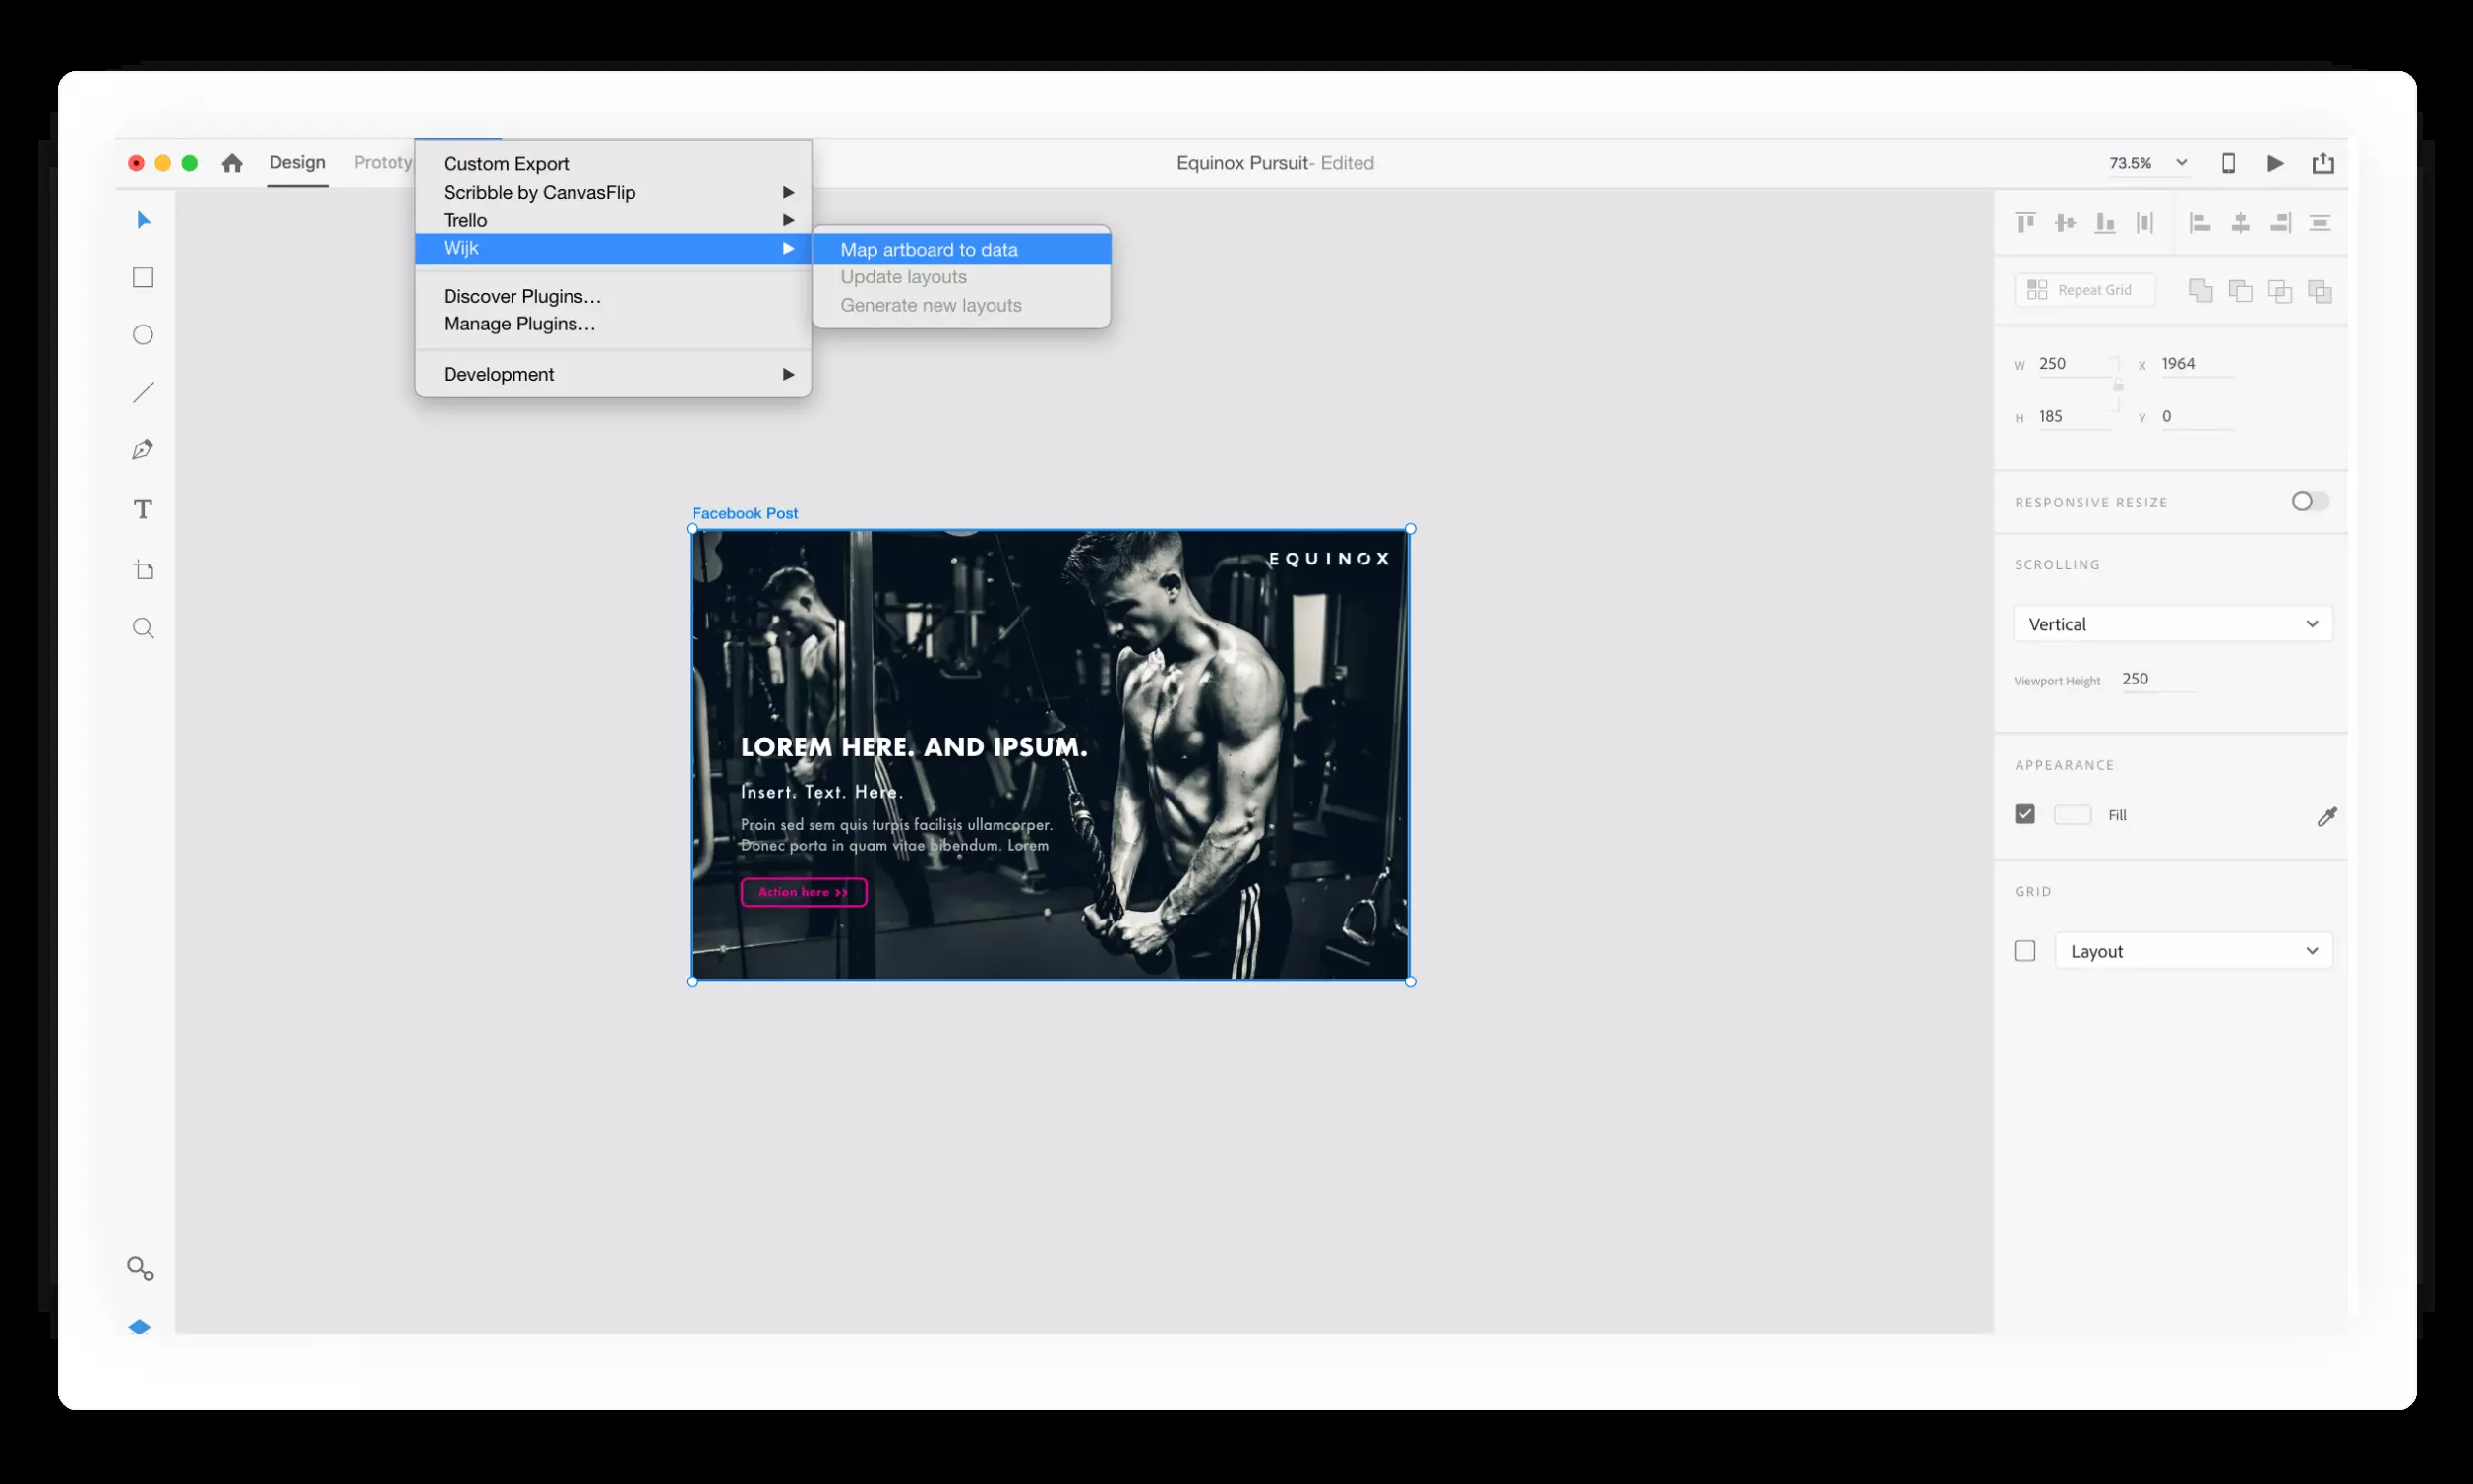 Design
Prototy
Equinox Pursuit- Edited
73.5%
Custom Export
Scribble by CanvasFlip
Trello
Wijk
Discover Plugins...
Manage Plugins...
Development
Map artboard to data
Update layouts
Generate new layouts
Repeat Grid
W 250 X 1964
H 185 Y 0
RESPONSIVE RESIZE
SCROLLING
Vertical
Viewport Height 250
APPEARANCE
Fill
GRID
Layout
Facebook Post
EQUINOX
LOREM HERE. AND IPSUM.
Insert. Text. Here.
Proin sed sem quis turpis facilisis ullamcorper.
Donec porta in quam vitae bibendum. Lorem
Action here >>